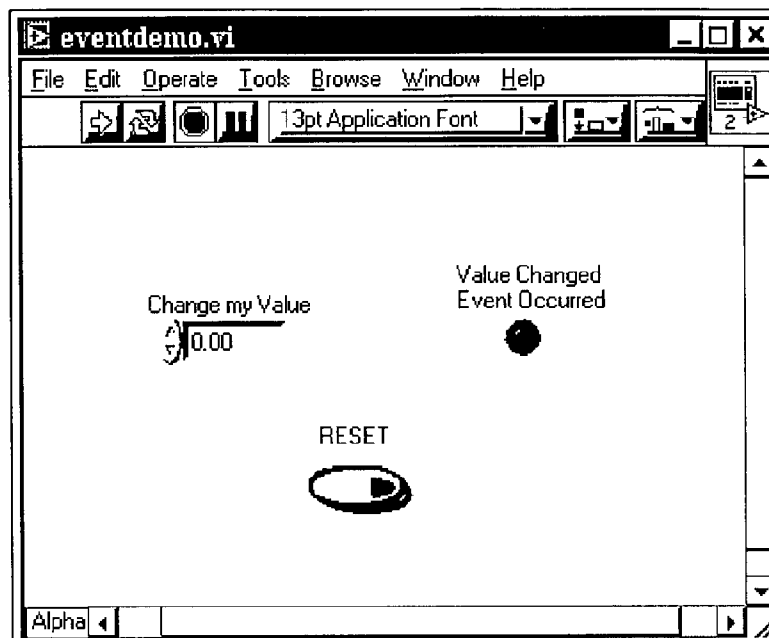 eventdemo.vi
File Edit Operate Tools Browse Window Help
13pt Application Font
2
Value Changed
Event Occurred
Change my Value
0.00
RESET
Alpha